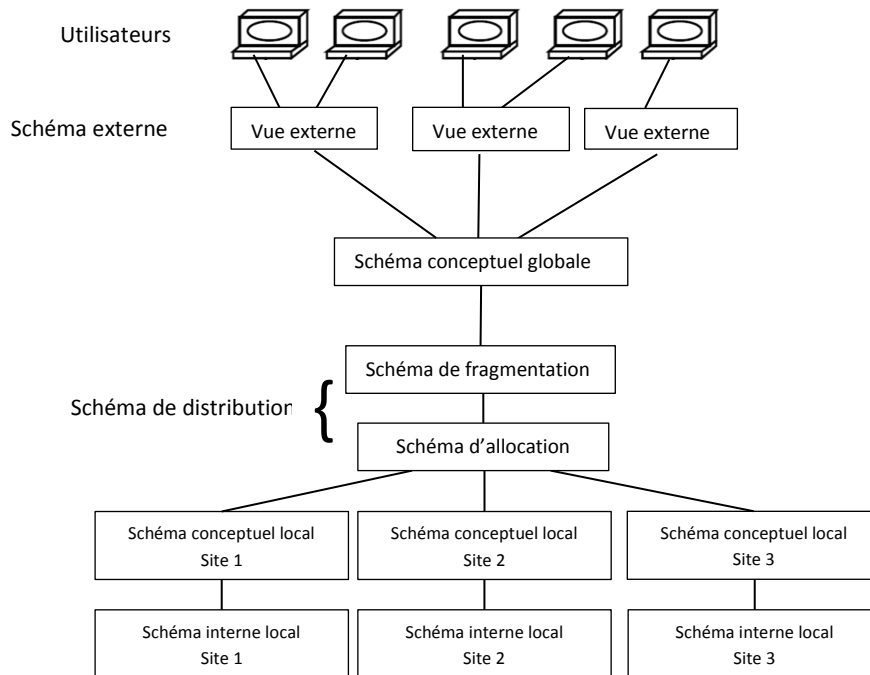 Utilisateurs
Schéma externe
Vue externe
Vue externe
Vue externe
Schéma conceptuel globale
Schéma de fragmentation
Schéma de distribution
{
Schéma d’allocation
Schéma conceptuel local
Site 1
Schéma conceptuel local
Site 2
Schéma conceptuel local
Site 3
Schéma interne local
Site 1
Schéma interne local
Site 2
Schéma interne local
Site 3